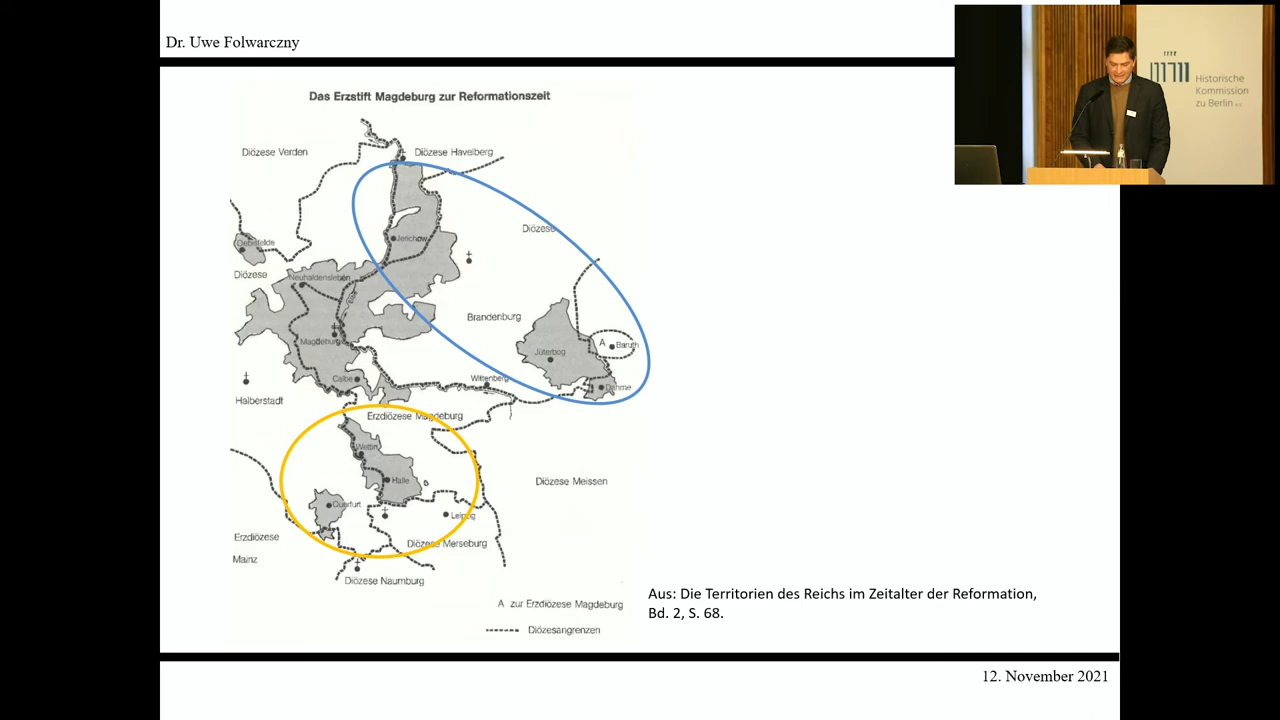 Dr. Uwe Folwarczny
Historische
Kommission
zu Berlin e.V.
Das Erzstift Magdeburg zur Reformationszeit
Diözese Verden
Diözese Havelberg
Diözese
Oebisfelde
Jerichow
Diözese
Neuhaldensleben
Brandenburg
Magdeburg
A
Baruth
Jüterbog
Calbe
Wittenberg
Dahme
Halberstadt
Erzdiözese Magdeburg
Wettin
Halle
Diözese Meissen
Querfurt
Leipzig
Erzdiözese
Diözese Merseburg
Mainz
Diözese Naumburg
A zur Erzdiözese Magdeburg
Diözesangrenzen
Aus: Die Territorien des Reichs im Zeitalter der Reformation,
Bd. 2, S. 68.
12. November 2021